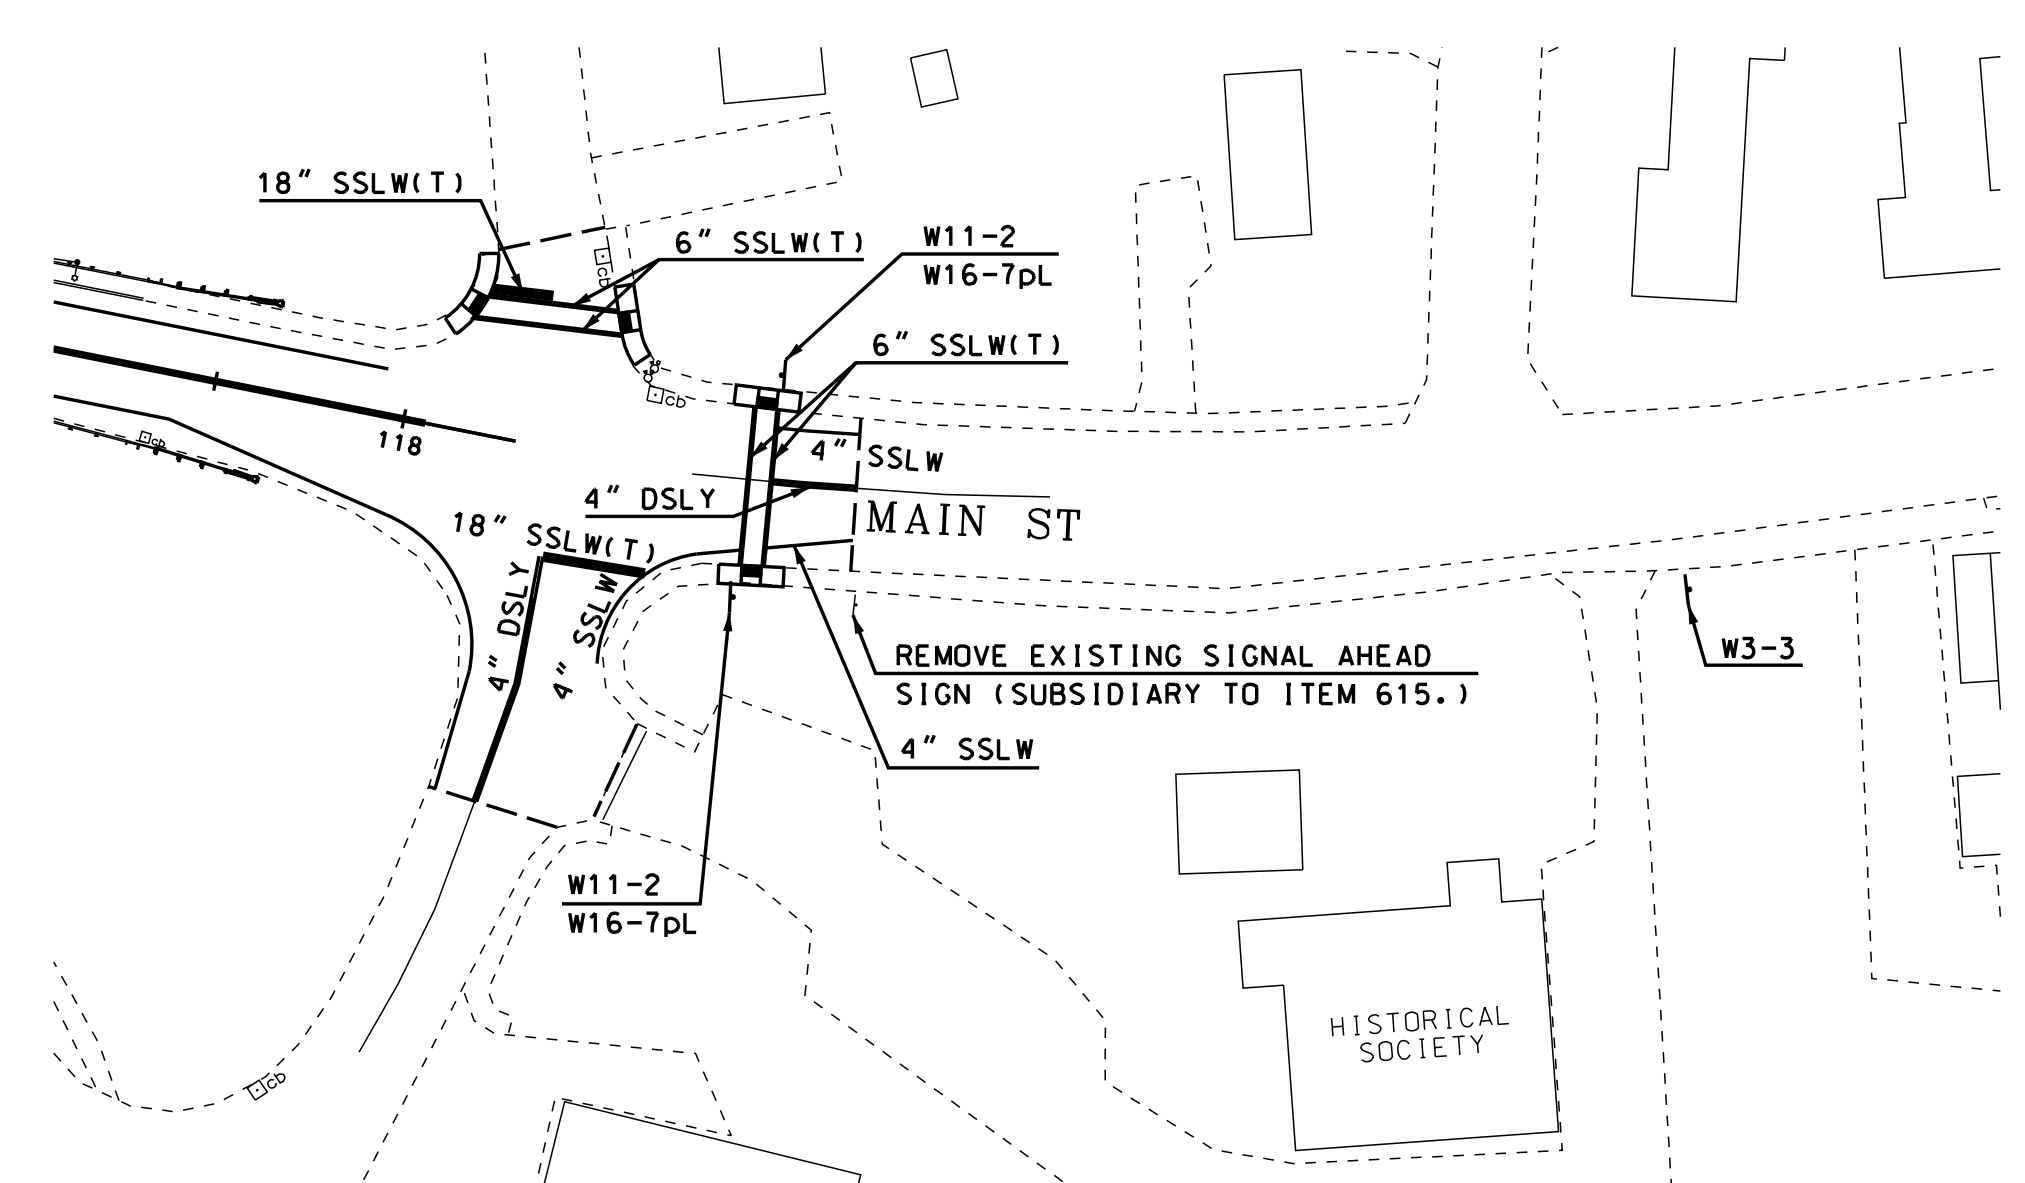 18" SSLW(T)
6" SSLW(T)
W11-2
W16-7pL
cb
6" SSLW(T)
cb
118
cb
4" SSLW
4" DSLY
MAIN ST
18" SSLW(T)
4" DSLY
4" SSLW
REMOVE EXISTING SIGNAL AHEAD
SIGN (SUBSIDIARY TO ITEM 615.)
W3-3
4" SSLW
W11-2
W16-7pL
HISTORICAL
SOCIETY
cb